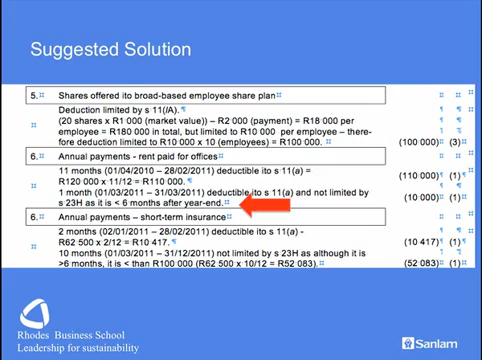 Suggested Solution
5.¤ Shares offered ito broad-based employee share plan¤
Deduction limited by s 11(lA). ¶
(20 shares x R1 000 (market value)) – R2 000 (payment) = R18 000 per
employee = R180 000 in total, but limited to R10 000 per employee – there-
fore deduction limited to R10 000 x 10 (employees) = R100 000.¤ (100 000)¤ (3)¤
6.¤ Annual payments - rent paid for offices¤
11 months (01/04/2010 – 28/02/2011) deductible ito s 11(a) =
R120 000 x 11/12 = R110 000.¶ (110 000)¶ (1)¶
1 month (01/03/2011 – 31/03/2011) deductible ito s 11(a) and not limited by
s 23H as it is < 6 months after year-end.¤ (10 000)¤ (1)¤
6.¤ Annual payments – short-term insurance¤
2 months (02/01/2011 – 28/02/2011) deductible ito s 11(a) -
R62 500 x 2/12 = R10 417.¶ (10 417)¶ (1)¶
10 months (01/03/2011 – 31/12/2011) not limited by s 23H as although it is
>6 months, it is < than R100 000 (R62 500 x 10/12 = R52 083).¤ (52 083)¤ (1)¤
Rhodes Business School
Leadership for sustainability
Sanlam